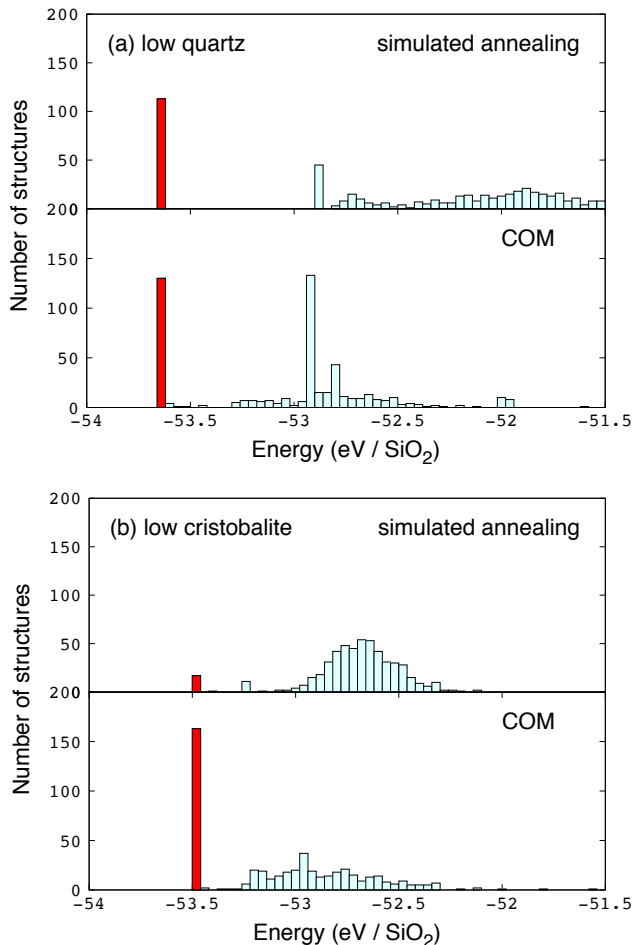 200
(a) low quartz simulated annealing
150
100
50
200
0
COM
150
100
50
0
-54 -53.5 -53 -52.5 -52 -51.5
Energy (eV / SiO2)
Number of structures
200
(b) low cristobalite simulated annealing
150
100
50
200
0
COM
150
100
50
0
-54 -53.5 -53 -52.5 -52 -51.5
Energy (eV / SiO2)
Number of structures